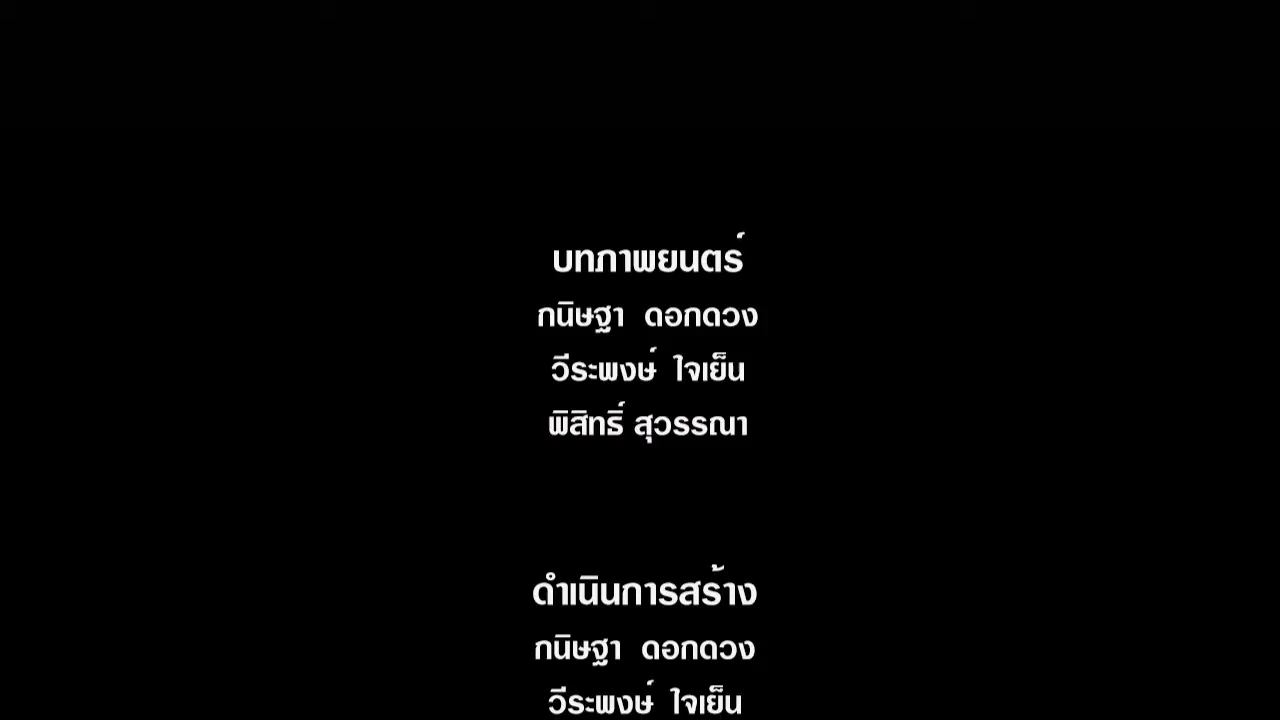 บทภาพยนตร์
กนิษฐา ดอกดวง
วีระพงษ์ ใจเย็น
พิสิทธิ์ สุวรรณา
ดำเนินการสร้าง
กนิษฐา ดอกดวง
วีระพงษ์ ใจเย็น